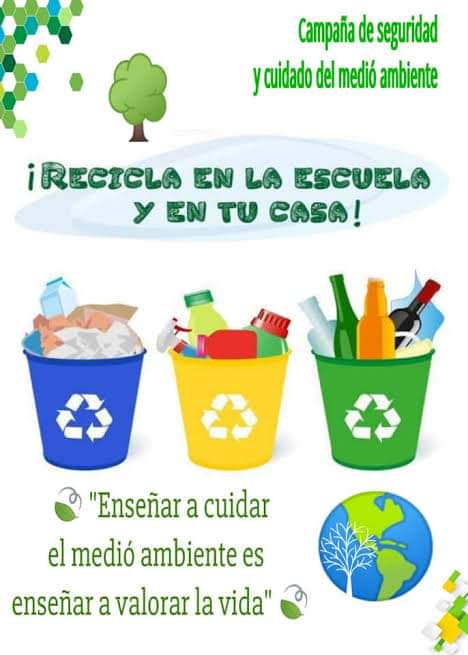 Campaña de seguridad
y cuidado del medió ambiente
¡RECICLA EN LA ESCUELA
Y EN TU CASA!
"Enseñar a cuidar
el medió ambiente es
enseñar a valorar la vida"